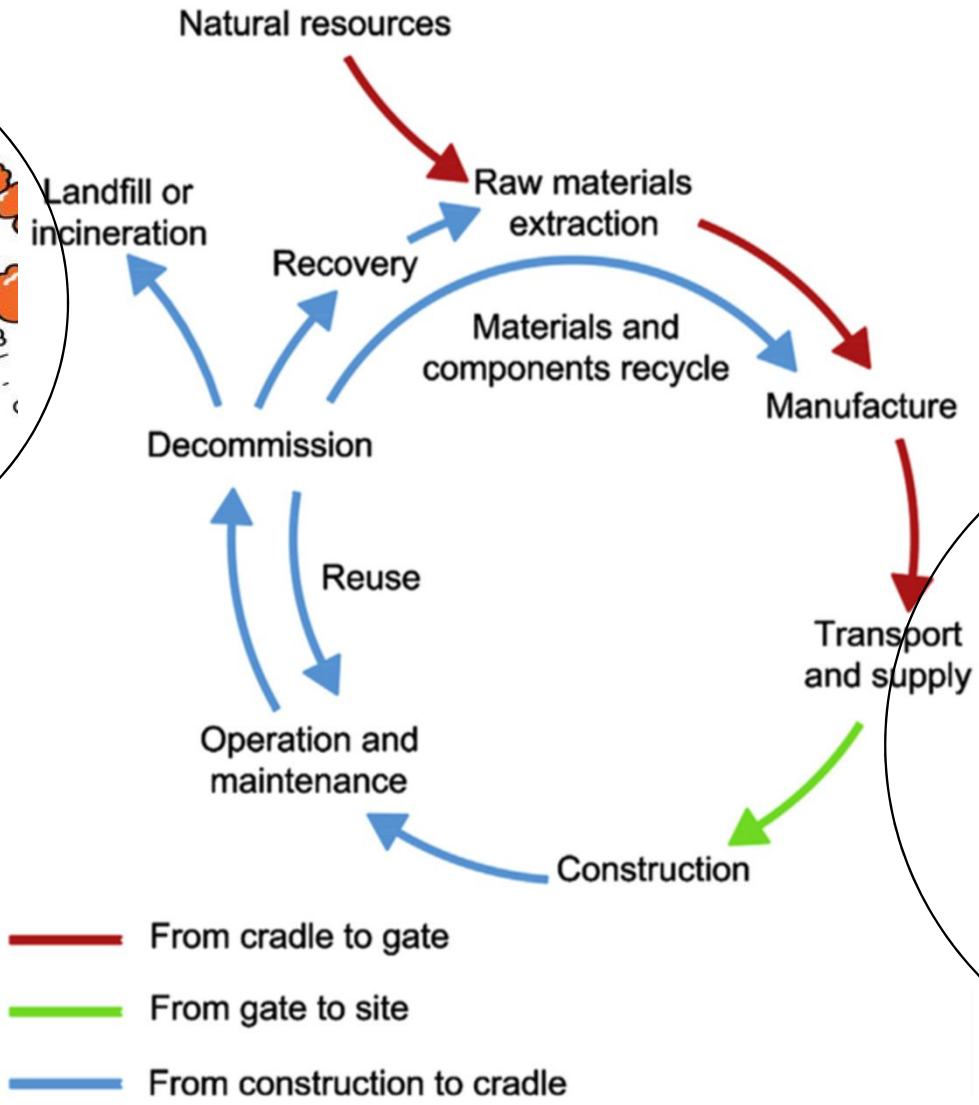 Natural resources
Raw materials
extraction
Landfill or
incineration
Recovery
Materials and
components recycle
Manufacture
Decommission
Reuse
Transport
and supply
Operation and
maintenance
Construction
From cradle to gate
From gate to site
From construction to cradle